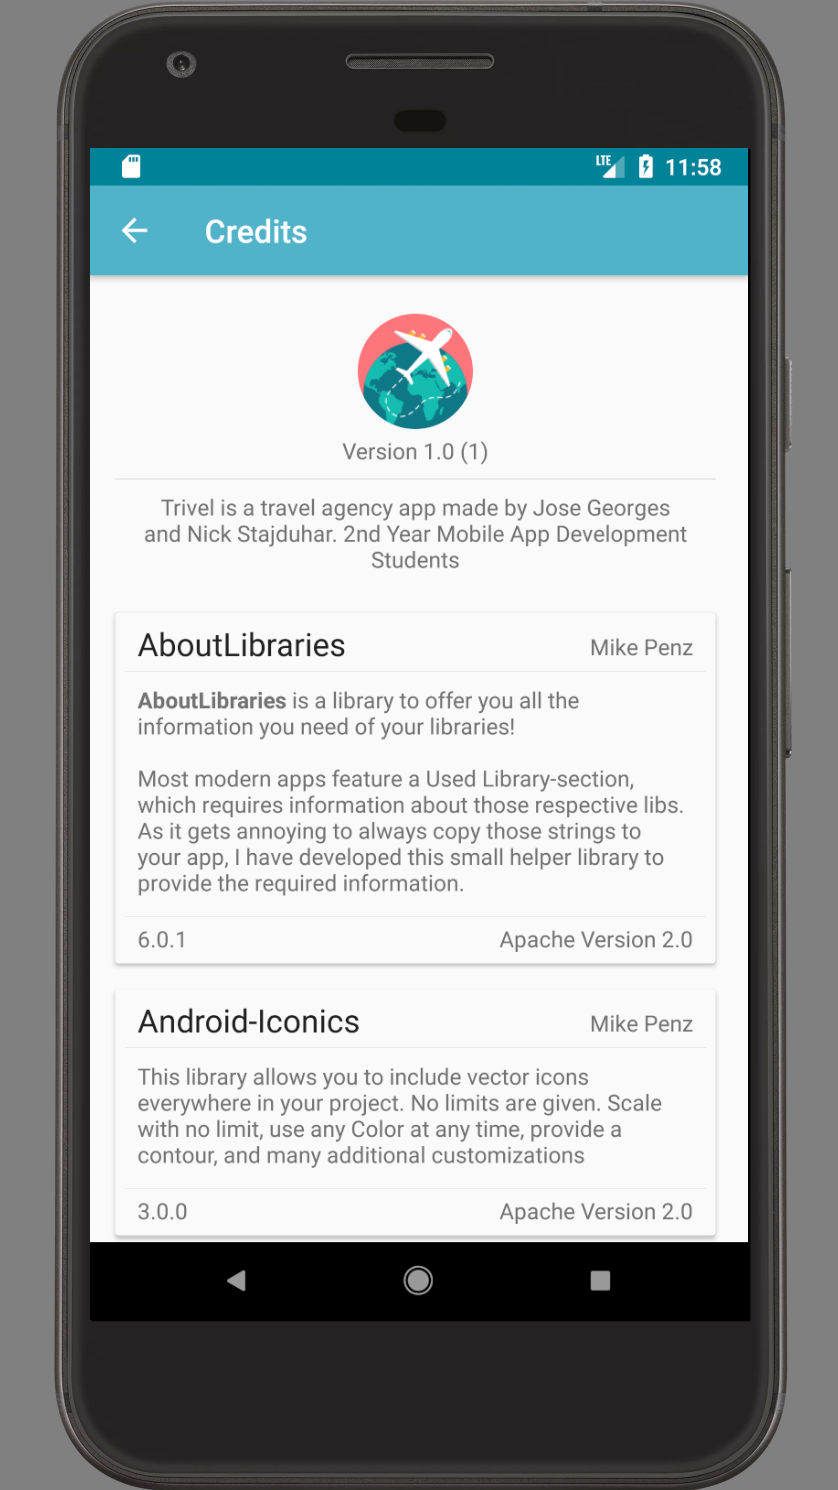 LTE 11:58
Credits
Version 1.0 (1)
Trivel is a travel agency app made by Jose Georges
and Nick Stajduhar. 2nd Year Mobile App Development
Students
AboutLibraries Mike Penz
AboutLibraries is a library to offer you all the
information you need of your libraries!
Most modern apps feature a Used Library-section,
which requires information about those respective libs.
As it gets annoying to always copy those strings to
your app, I have developed this small helper library to
provide the required information.
6.0.1 Apache Version 2.0
Android-Iconics Mike Penz
This library allows you to include vector icons
everywhere in your project. No limits are given. Scale
with no limit, use any Color at any time, provide a
contour, and many additional customizations
3.0.0 Apache Version 2.0